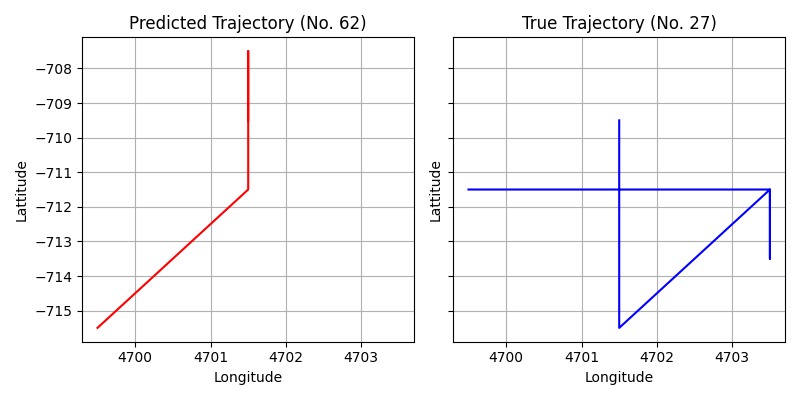 Predicted Trajectory (No. 62)
True Trajectory (No. 27)
Lattitude
−708
−709
−710
−711
−712
−713
−714
−715
4700
4701
4702
4703
Longitude
Lattitude
4700
4701
4702
4703
Longitude